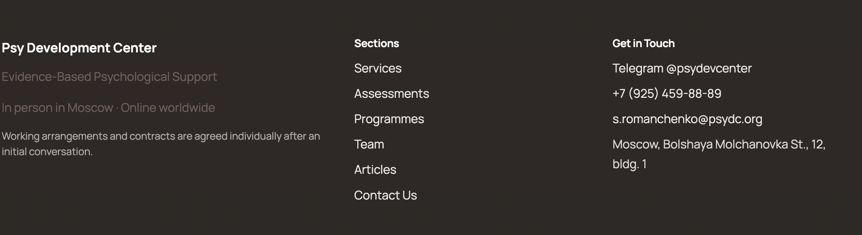 Psy Development Center
Evidence-Based Psychological Support
In person in Moscow · Online worldwide
Working arrangements and contracts are agreed individually after an
initial conversation.
Sections
Services
Assessments
Programmes
Team
Articles
Contact Us
Get in Touch
Telegram @psydevcenter
+7 (925) 459-88-89
s.romanchenko@psydc.org
Moscow, Bolshaya Molchanovka St., 12,
bldg. 1